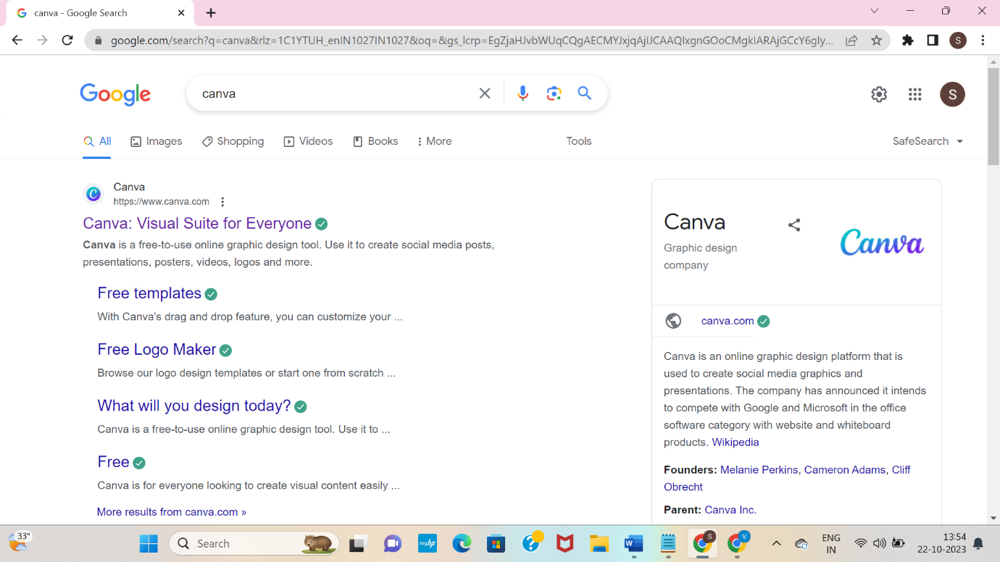 canva - Google Search
google.com/search?q=canva&rlz=1C1YTUH_enIN1027IN1027&oq=&gs_lcrp=EgZjaHJvbWUqCQgAECMYJxjqAjIJCAAQIxgnGOoCMgkIARAjGCcY6gIy...
S
Google
canva
S
All Images Shopping Videos Books More Tools SafeSearch
Canva
https://www.canva.com
Canva: Visual Suite for Everyone
Canva is a free-to-use online graphic design tool. Use it to create social media posts,
presentations, posters, videos, logos and more.
Free templates
With Canva's drag and drop feature, you can customize your ...
Free Logo Maker
Browse our logo design templates or start one from scratch ...
What will you design today?
Canva is a free-to-use online graphic design tool. Use it to ...
Free
Canva is for everyone looking to create visual content easily ...
More results from canva.com »
Canva
Graphic design
company
Canva
canva.com
Canva is an online graphic design platform that is
used to create social media graphics and
presentations. The company has announced it intends
to compete with Google and Microsoft in the office
software category with website and whiteboard
products. Wikipedia
Founders: Melanie Perkins, Cameron Adams, Cliff
Obrecht
Parent: Canva Inc.
33°
Search
myhp
W
S
V
ENG
IN
13:54
22-10-2023